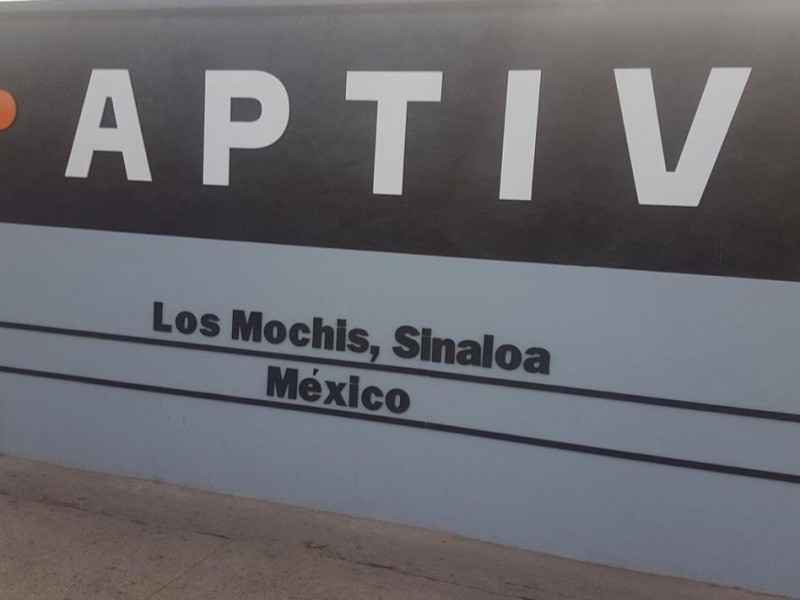 APTIV
Los Mochis, Sinaloa
México